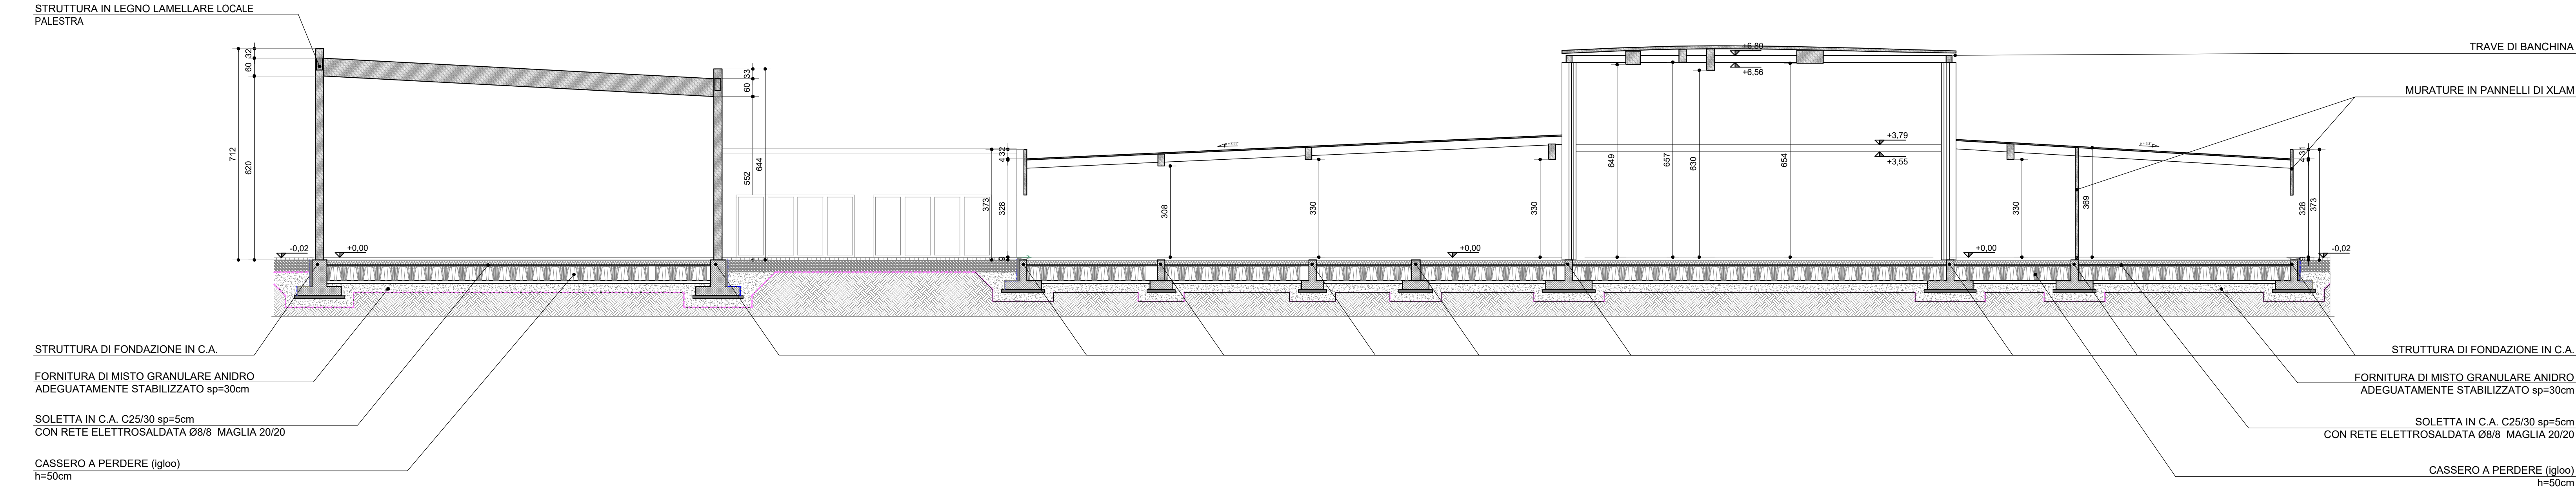 STRUTTURA IN LEGNO LAMELLARE LOCALE
PALESTRA
TRAVE DI BANCHINA
MURATURE IN PANNELLI DI XLAM
32
60
712
620
33
60
644
552
+6,80
+6,56
+3,79
+3,55
649
657
630
654
4 32
373
328
308
330
330
330
369
4 31
328
373
-0,02
+0,00
+0,00
+0,00
-0,02
STRUTTURA DI FONDAZIONE IN C.A.
FORNITURA DI MISTO GRANULARE ANIDRO
ADEGUATAMENTE STABILIZZATO sp=30cm
SOLETTA IN C.A. C25/30 sp=5cm
CON RETE ELETTROSALDATA Ø8/8 MAGLIA 20/20
CASSERO A PERDERE (igloo)
h=50cm
STRUTTURA DI FONDAZIONE IN C.A.
FORNITURA DI MISTO GRANULARE ANIDRO
ADEGUATAMENTE STABILIZZATO sp=30cm
SOLETTA IN C.A. C25/30 sp=5cm
CON RETE ELETTROSALDATA Ø8/8 MAGLIA 20/20
CASSERO A PERDERE (igloo)
h=50cm